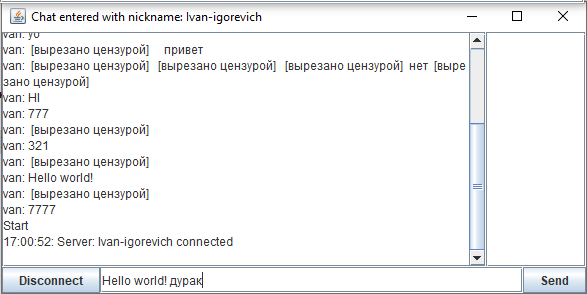 Chat entered with nickname: Ivan-igorevich
van: yo
van: [вырезано цензурой] привет
van: [вырезано цензурой] [вырезано цензурой] [вырезано цензурой] нет [выре
зано цензурой]
van: HI
van: 777
van: [вырезано цензурой]
van: 321
van: [вырезано цензурой]
van: Hello world!
van: [вырезано цензурой]
van: 7777
Start
17:00:52: Server: Ivan-igorevich connected
Disconnect Hello world! дурак Send